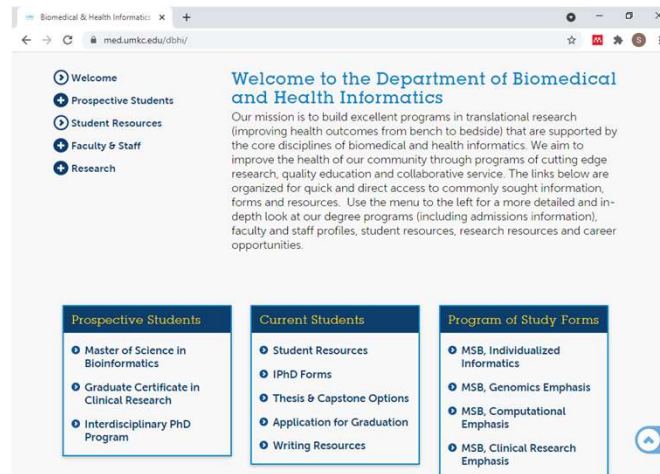 Biomedical & Health Informatics
med.umkc.edu/dbhi/
S
Welcome
Prospective Students
Student Resources
Faculty & Staff
Research
Welcome to the Department of Biomedical
and Health Informatics
Our mission is to build excellent programs in translational research
(improving health outcomes from bench to bedside) that are supported by
the core disciplines of biomedical and health informatics. We aim to
improve the health of our community through programs of cutting edge
research, quality education and collaborative service. The links below are
organized for quick and direct access to commonly sought information,
forms and resources. Use the menu to the left for a more detailed and in-
depth look at our degree programs (including admissions information),
faculty and staff profiles, student resources, research resources and career
opportunities.
Prospective Students
Master of Science in
Bioinformatics
Graduate Certificate in
Clinical Research
Interdisciplinary PhD
Program
Current Students
Student Resources
IPhD Forms
Thesis & Capstone Options
Application for Graduation
Writing Resources
Program of Study Forms
MSB, Individualized
Informatics
MSB, Genomics Emphasis
MSB, Computational
Emphasis
MSB, Clinical Research
Emphasis